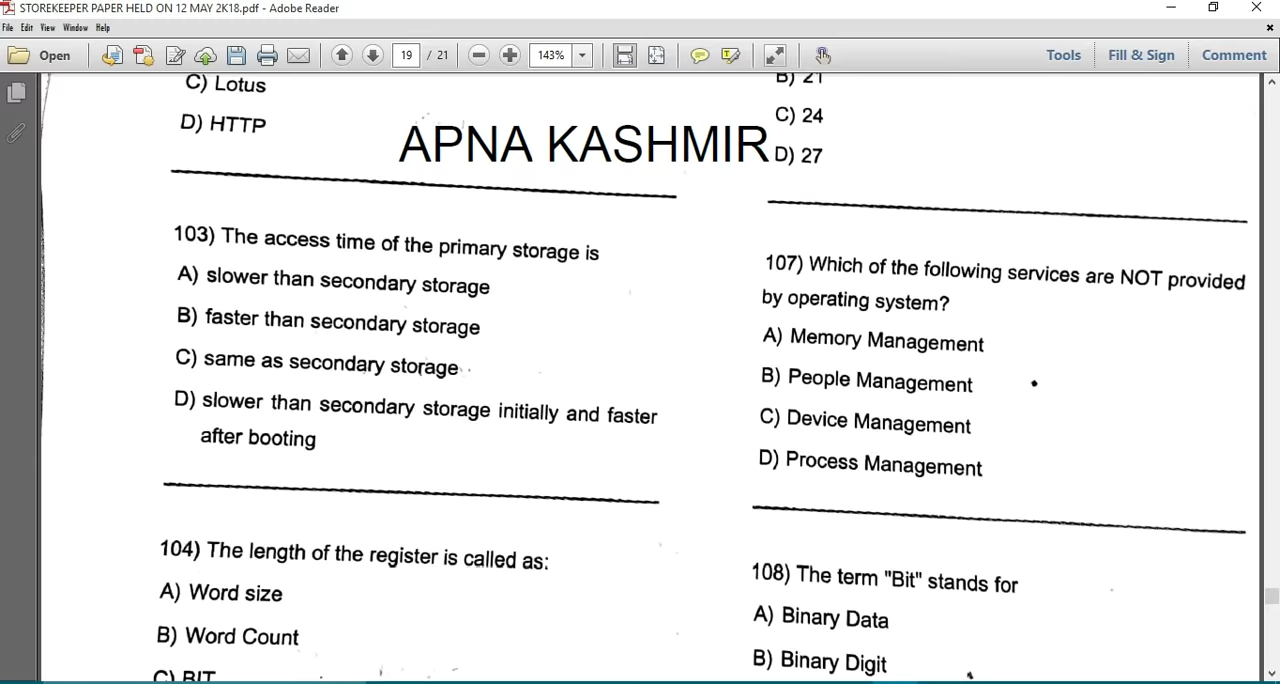 STOREKEEPER PAPER HELD ON 12 MAY 2K18.pdf - Adobe Reader
File Edit View Window Help
Open
19 / 21
143%
Tools
Fill & Sign
Comment
C) Lotus
D) HTTP
APNA KASHMIR
103) The access time of the primary storage is
A) slower than secondary storage
B) faster than secondary storage
C) same as secondary storage
D) slower than secondary storage initially and faster
after booting
104) The length of the register is called as:
A) Word size
B) Word Count
C) BIT
B) 21
C) 24
D) 27
107) Which of the following services are NOT provided
by operating system?
A) Memory Management
B) People Management
C) Device Management
D) Process Management
108) The term "Bit" stands for
A) Binary Data
B) Binary Digit